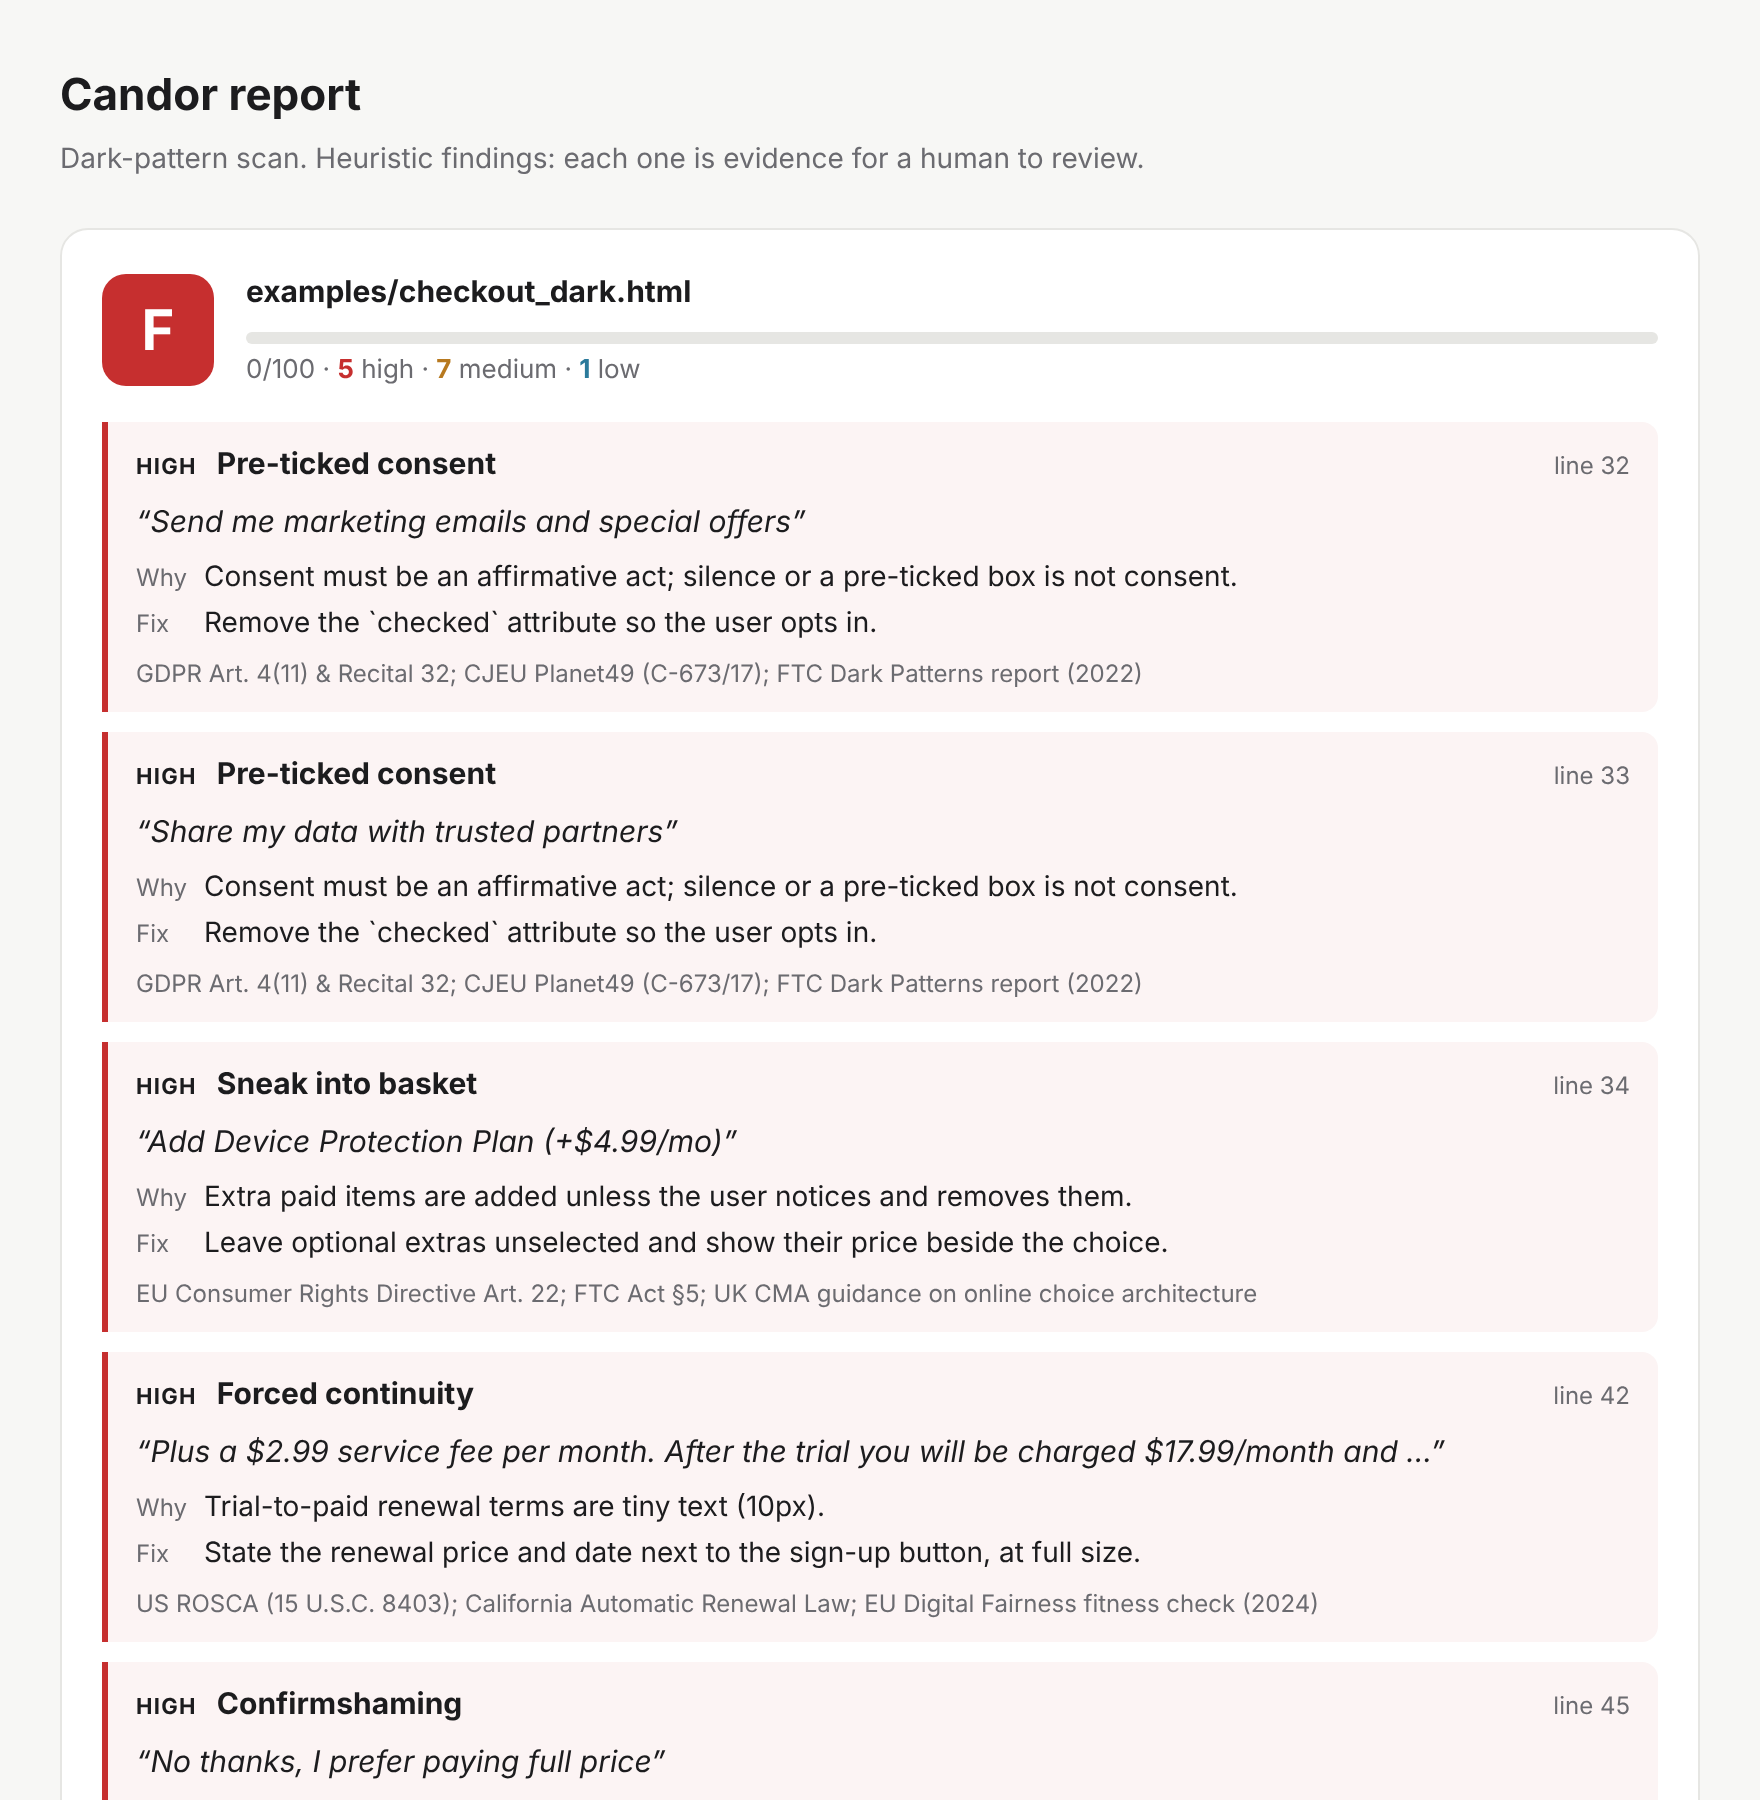 Candor report
Dark-pattern scan. Heuristic findings: each one is evidence for a human to review.
F
examples/checkout_dark.html
0/100 · 5 high · 7 medium · 1 low
HIGH Pre-ticked consent line 32
“Send me marketing emails and special offers”
Why Consent must be an affirmative act; silence or a pre-ticked box is not consent.
Fix Remove the `checked` attribute so the user opts in.
GDPR Art. 4(11) & Recital 32; CJEU Planet49 (C-673/17); FTC Dark Patterns report (2022)
HIGH Pre-ticked consent line 33
“Share my data with trusted partners”
Why Consent must be an affirmative act; silence or a pre-ticked box is not consent.
Fix Remove the `checked` attribute so the user opts in.
GDPR Art. 4(11) & Recital 32; CJEU Planet49 (C-673/17); FTC Dark Patterns report (2022)
HIGH Sneak into basket line 34
“Add Device Protection Plan (+$4.99/mo)”
Why Extra paid items are added unless the user notices and removes them.
Fix Leave optional extras unselected and show their price beside the choice.
EU Consumer Rights Directive Art. 22; FTC Act §5; UK CMA guidance on online choice architecture
HIGH Forced continuity line 42
“Plus a $2.99 service fee per month. After the trial you will be charged $17.99/month and …”
Why Trial-to-paid renewal terms are tiny text (10px).
Fix State the renewal price and date next to the sign-up button, at full size.
US ROSCA (15 U.S.C. 8403); California Automatic Renewal Law; EU Digital Fairness fitness check (2024)
HIGH Confirmshaming line 45
“No thanks, I prefer paying full price”